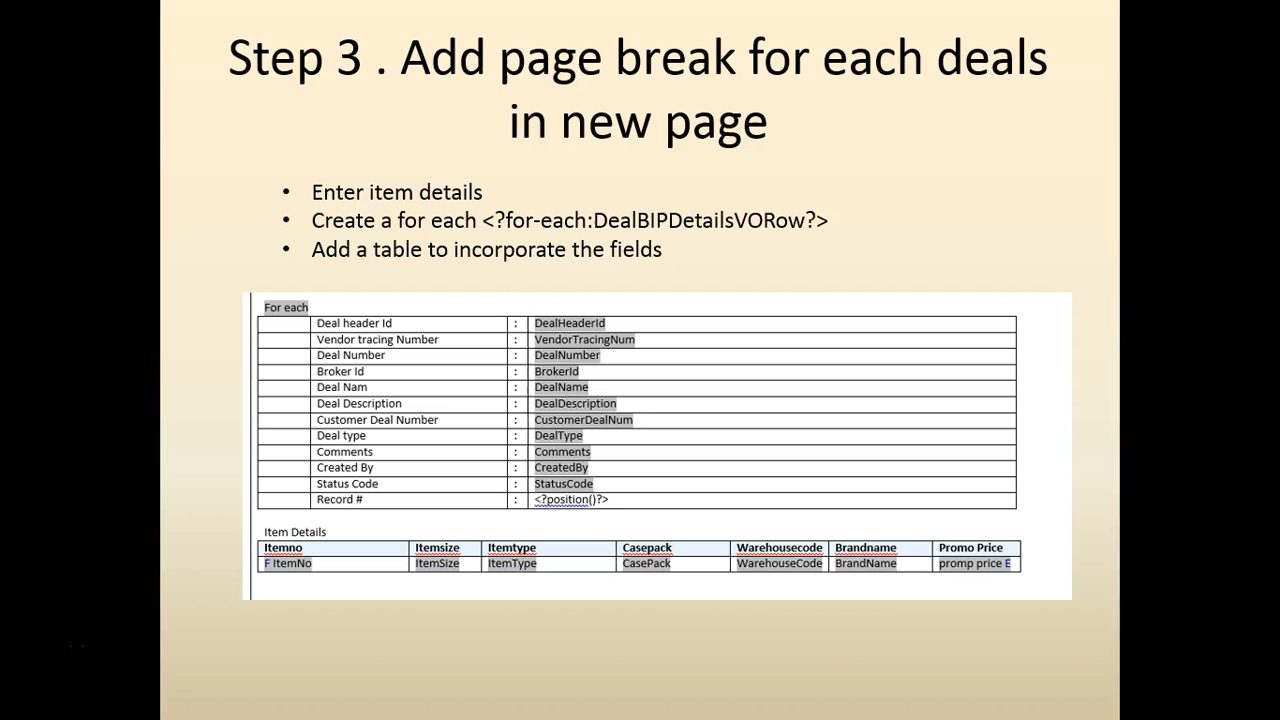 Step 3 . Add page break for each deals
in new page
• Enter item details
• Create a for each <?for-each:DealBIPDetailsVORow?>
• Add a table to incorporate the fields
For each
Deal header Id : DealHeaderId
Vendor tracing Number : VendorTracingNum
Deal Number : DealNumber
Broker Id : BrokerId
Deal Nam : DealName
Deal Description : DealDescription
Customer Deal Number : CustomerDealNum
Deal type : DealType
Comments : Comments
Created By : CreatedBy
Status Code : StatusCode
Record # : <?position()?>
Item Details
Itemno Itemsize Itemtype Casepack Warehousecode Brandname Promo Price
F ItemNo ItemSize ItemType CasePack WarehouseCode BrandName promp price E